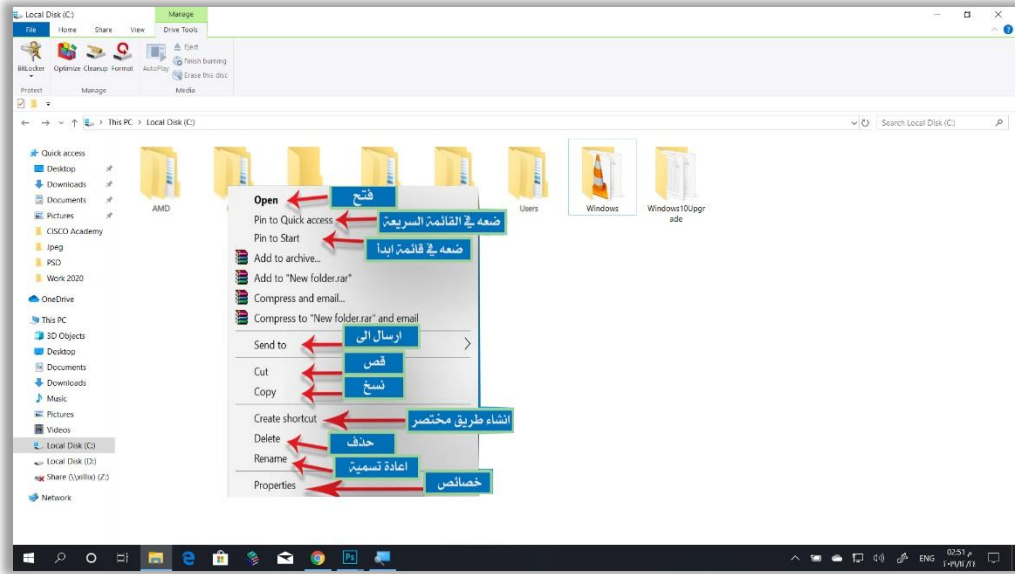 Local Disk (C:)
Manage
File Home Share View Drive Tools
BitLocker
Optimize Cleanup Format
AutoPlay
Eject
Finish burning
Erase this disc
Protect Manage Media
This PC > Local Disk (C:)
Search Local Disk (C:)
Quick access
Desktop
Downloads
Documents
Pictures
CISCO Academy
Jpeg
PSD
Work 2020
OneDrive
This PC
3D Objects
Desktop
Documents
Downloads
Music
Pictures
Videos
Local Disk (C:)
Local Disk (D:)
Network
AMD
Users
Windows
Windows10Upgr
ade
Open
فتح
Pin to Quick access
ضعه في القائمة السريعة
Pin to Start
ضعه في قائمة ابدأ
Add to archive...
Add to "New folder.rar"
Compress and email...
Compress to "New folder.rar" and email
Send to
ارسال الى
Cut
قص
Copy
نسخ
Create shortcut
انشاء طريق مختصر
Delete
حذف
Rename
اعادة تسمية
Properties
خصائص
Ps
ENG
02:51 م